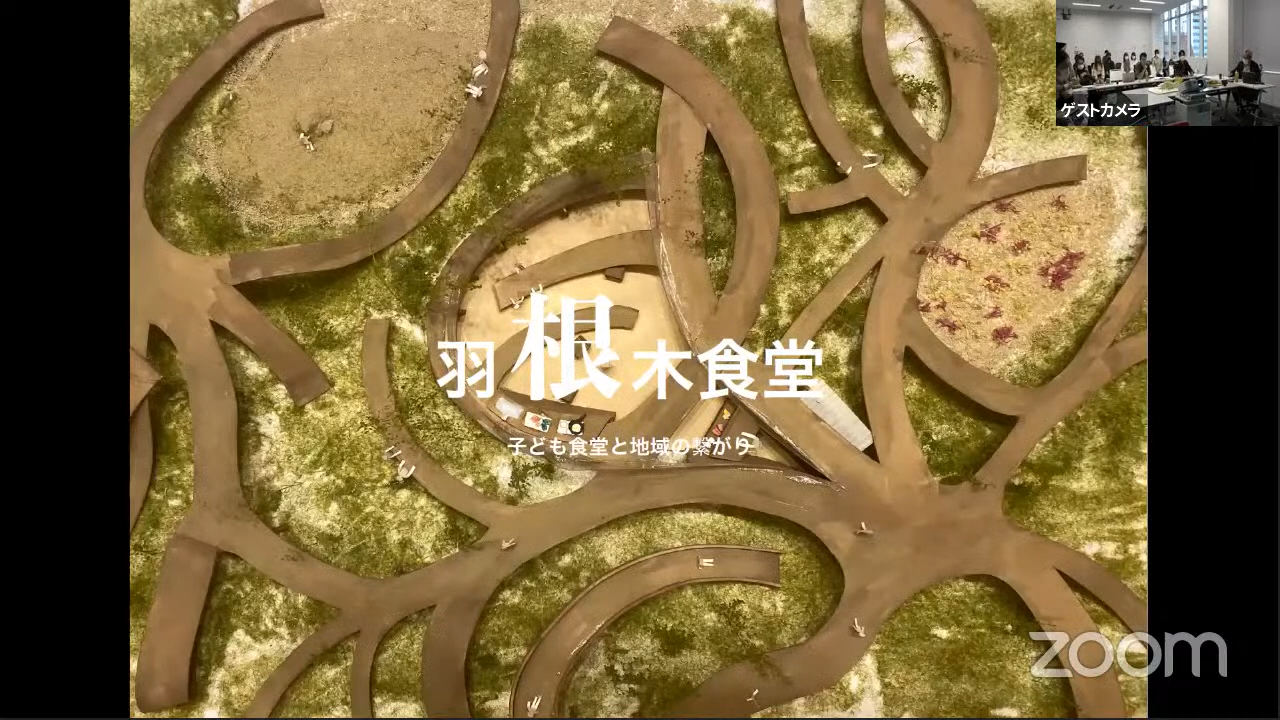 ゲストカメラ
羽根木食堂
子ども食堂と地域の繋がり
zoom